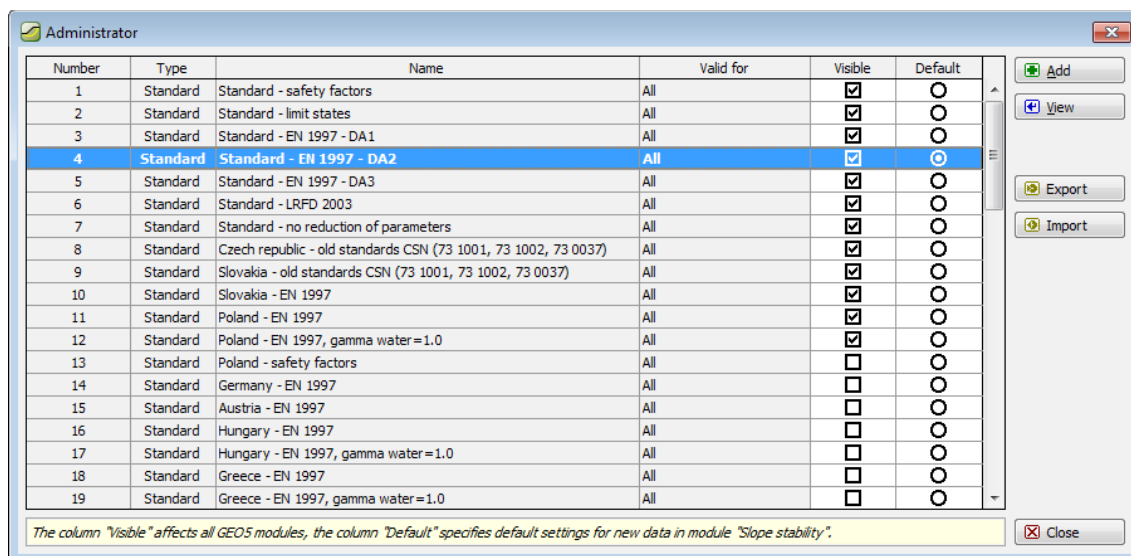 Administrator
Number Type Name Valid for Visible Default
1 Standard Standard - safety factors All
2 Standard Standard - limit states All
3 Standard Standard - EN 1997 - DA1 All
4 Standard Standard - EN 1997 - DA2 All
5 Standard Standard - EN 1997 - DA3 All
6 Standard Standard - LRFD 2003 All
7 Standard Standard - no reduction of parameters All
8 Standard Czech republic - old standards CSN (73 1001, 73 1002, 73 0037) All
9 Standard Slovakia - old standards CSN (73 1001, 73 1002, 73 0037) All
10 Standard Slovakia - EN 1997 All
11 Standard Poland - EN 1997 All
12 Standard Poland - EN 1997, gamma water=1.0 All
13 Standard Poland - safety factors All
14 Standard Germany - EN 1997 All
15 Standard Austria - EN 1997 All
16 Standard Hungary - EN 1997 All
17 Standard Hungary - EN 1997, gamma water=1.0 All
18 Standard Greece - EN 1997 All
19 Standard Greece - EN 1997, gamma water=1.0 All
Add
View
Export
Import
The column "Visible" affects all GEO5 modules, the column "Default" specifies default settings for new data in module "Slope stability".
Close